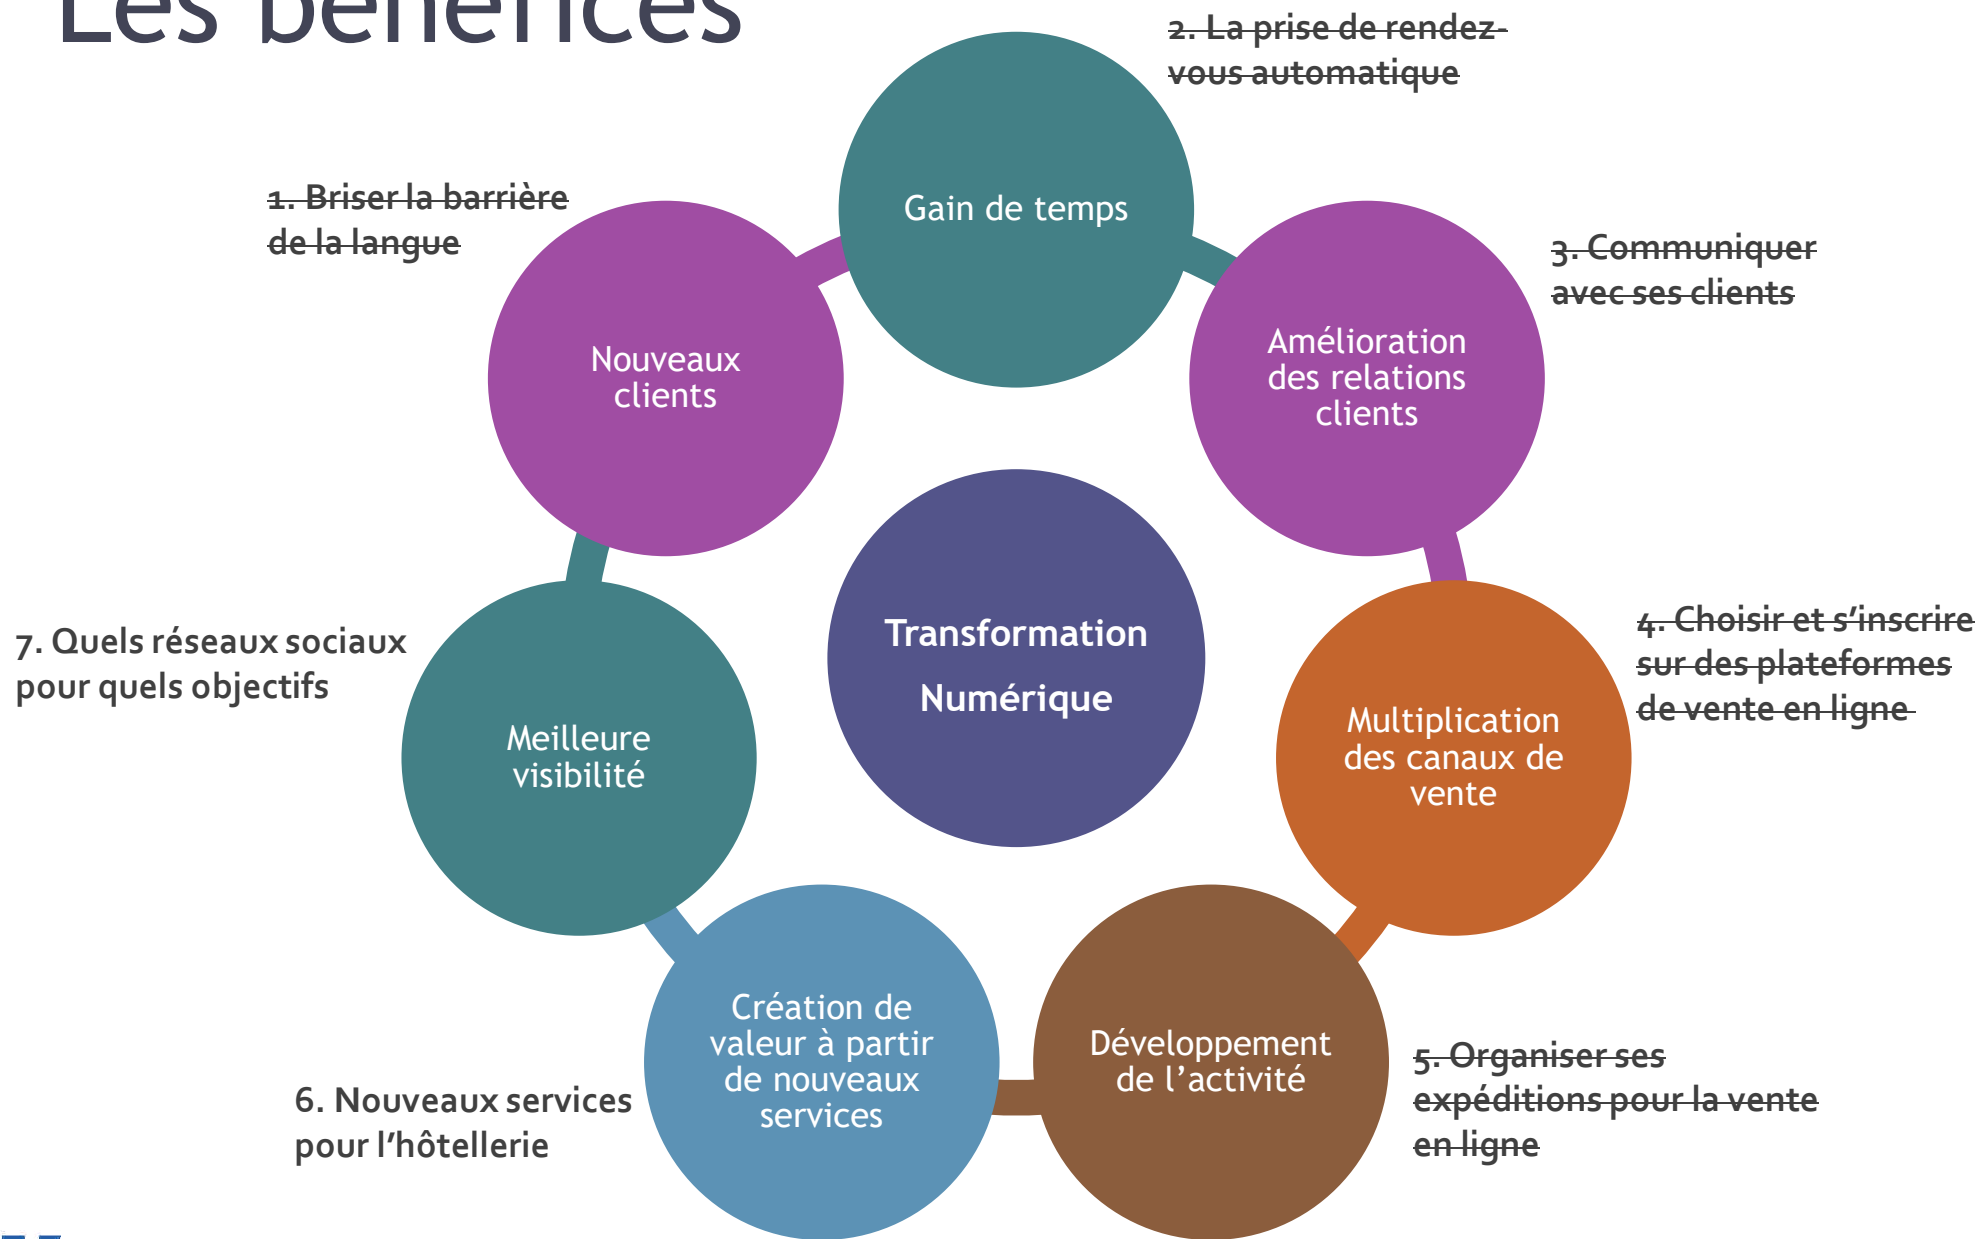 Les bénéfices
2. La prise de rendez-
vous automatique
1. Briser la barrière
de la langue
Gain de temps
3. Communiquer
avec ses clients
Nouveaux
clients
Amélioration
des relations
clients
Transformation
Numérique
7. Quels réseaux sociaux
pour quels objectifs
4. Choisir et s’inscrire
sur des plateformes
de vente en ligne
Meilleure
visibilité
Multiplication
des canaux de
vente
Création de
valeur à partir
de nouveaux
services
Développement
de l’activité
6. Nouveaux services
pour l’hôtellerie
5. Organiser ses
expéditions pour la vente
en ligne